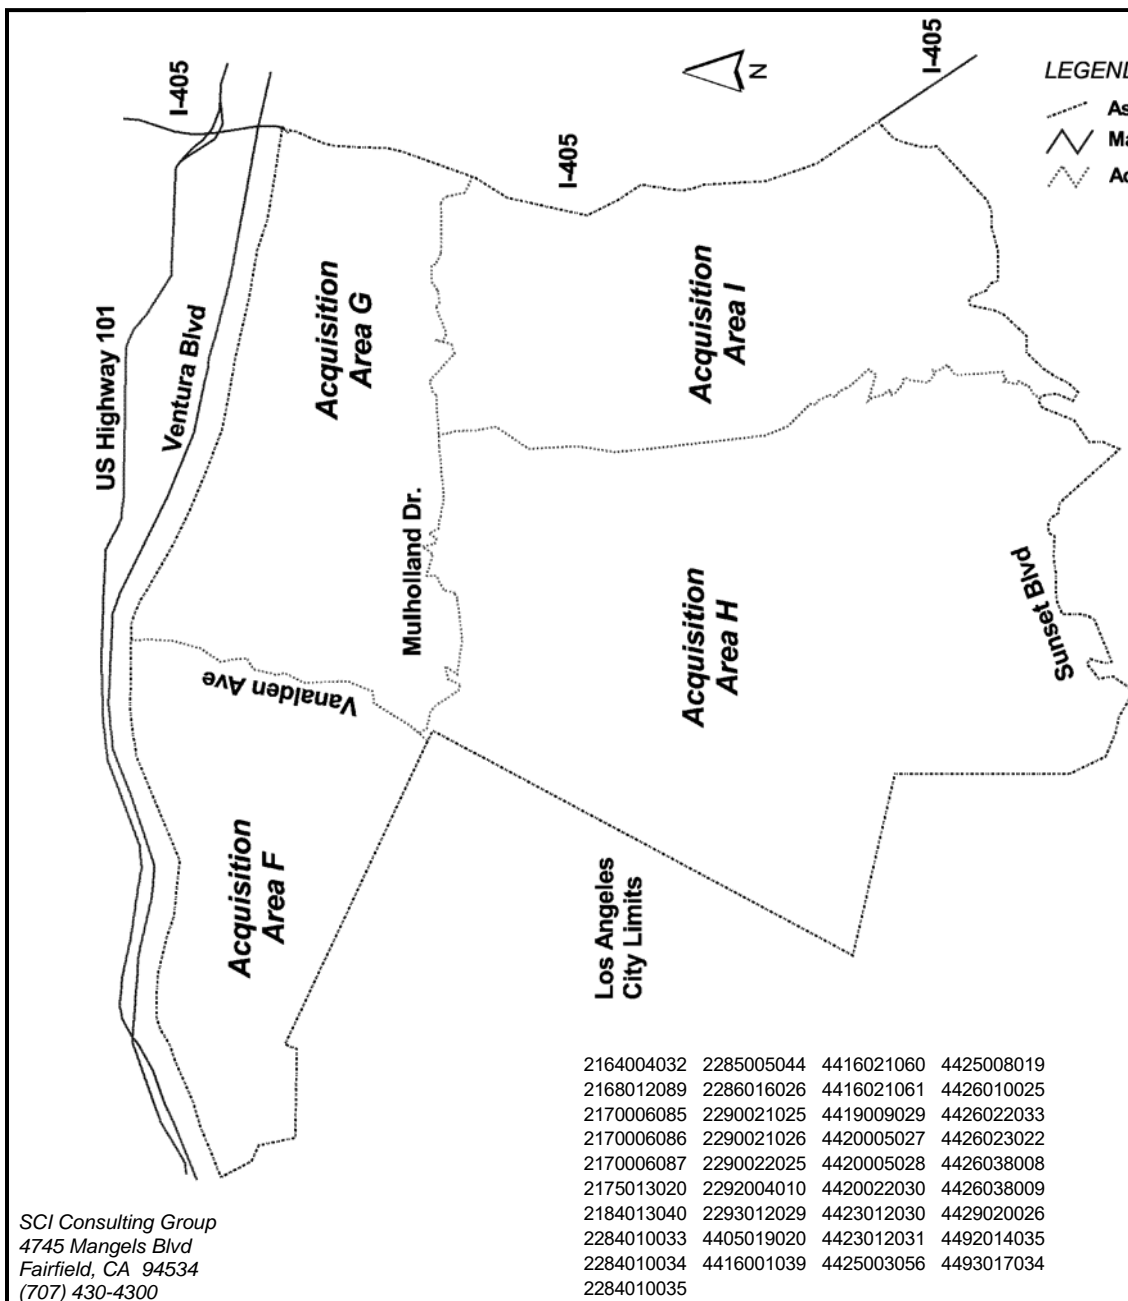 I-405
I-405
I-405
N
LEGEND
US Highway 101
Ventura Blvd
Acquisition
Area G
Acquisition
Area I
Mulholland Dr.
Vanalden Ave
Acquisition
Area H
Sunset Blvd
Acquisition
Area F
Los Angeles
City Limits
2164004032 2285005044 4416021060 4425008019
2168012089 2286016026 4416021061 4426010025
2170006085 2290021025 4419009029 4426022033
2170006086 2290021026 4420005027 4426023022
2170006087 2290022025 4420005028 4426038008
2175013020 2292004010 4420022030 4426038009
2184013040 2293012029 4423012030 4429020026
2284010033 4405019020 4423012031 4492014035
2284010034 4416001039 4425003056 4493017034
2284010035
SCI Consulting Group
4745 Mangels Blvd
Fairfield, CA 94534
(707) 430-4300